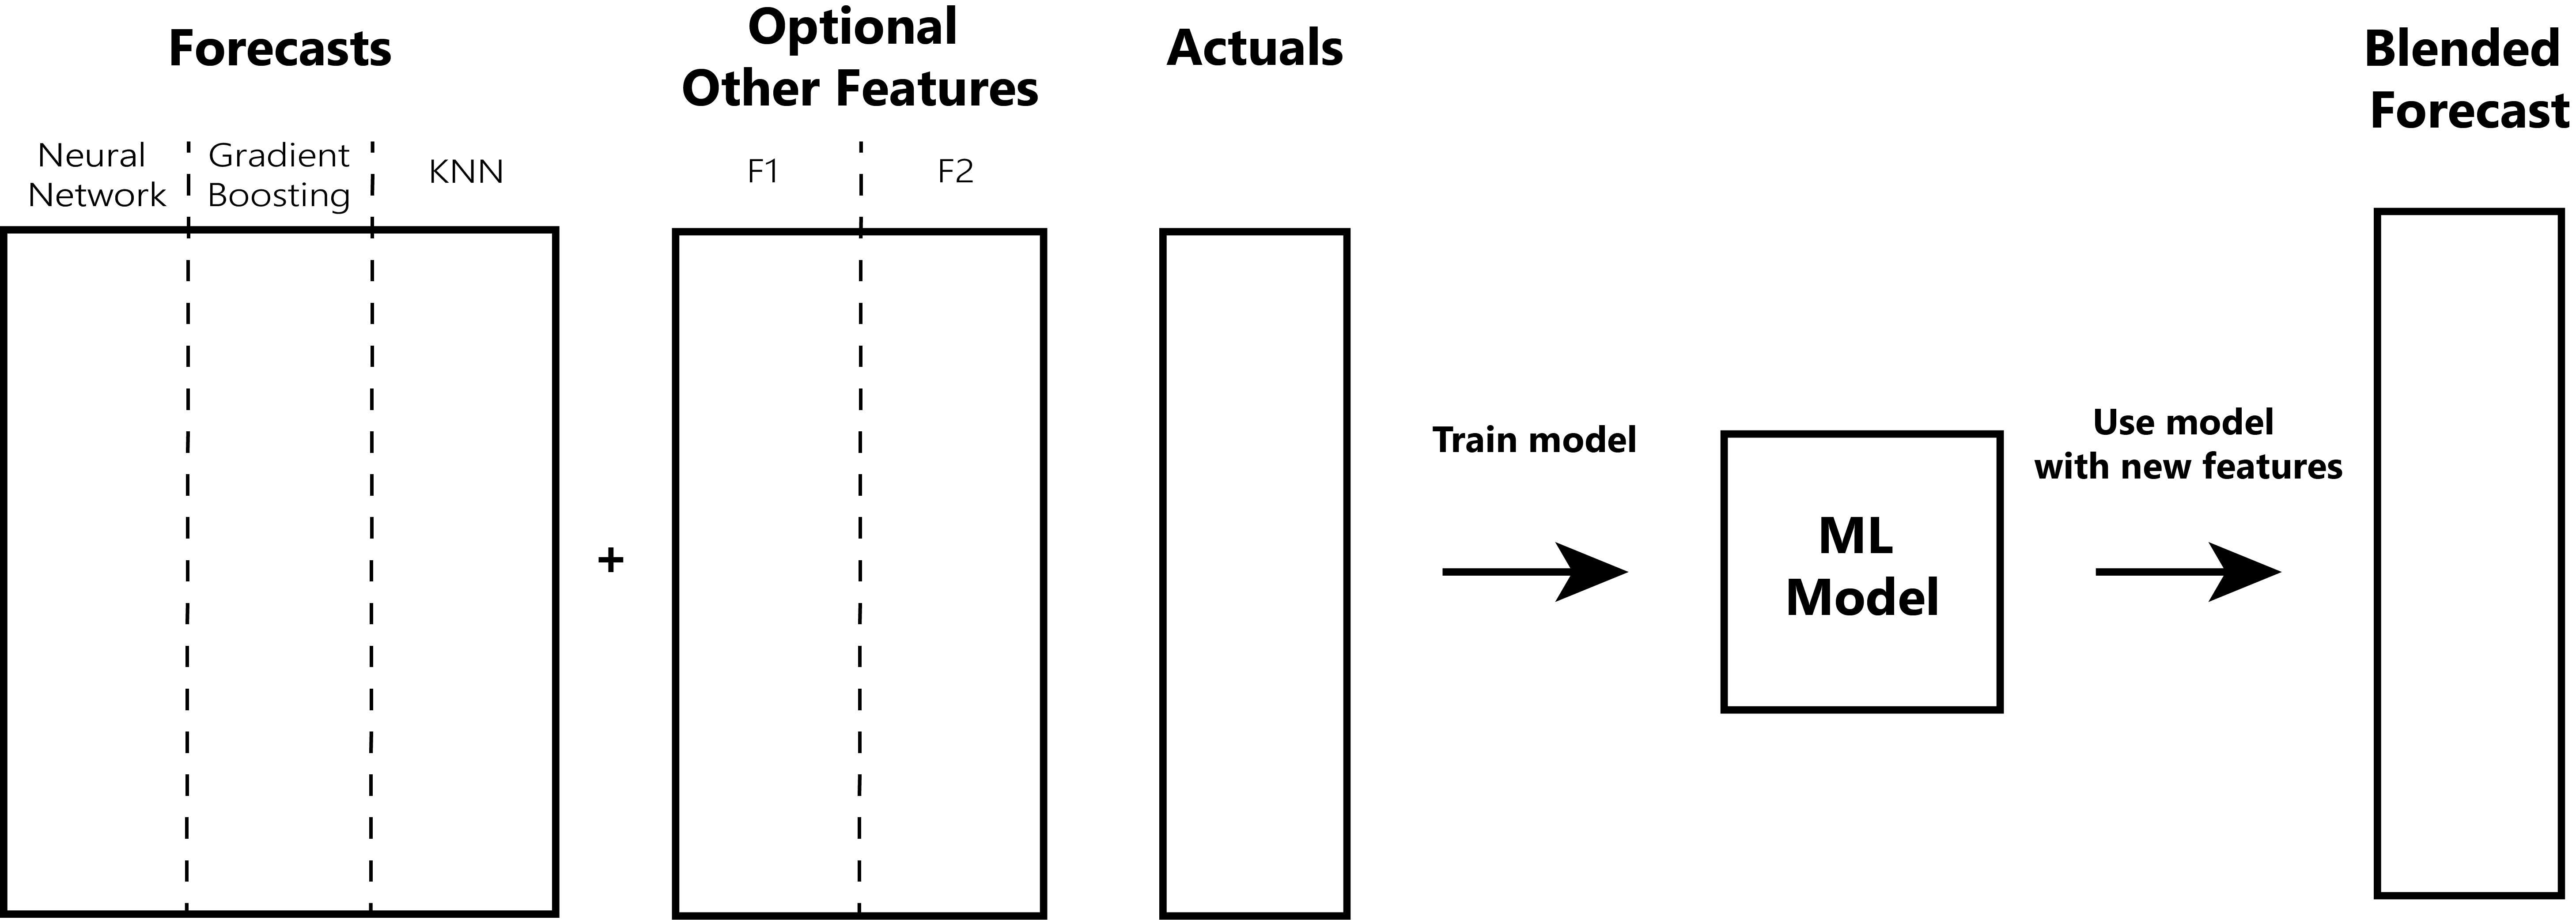 Forecasts
Neural
Network
Gradient
Boosting
KNN
+
Optional
Other Features
F1
F2
Actuals
Train model
ML
Model
Use model
with new features
Blended
Forecast